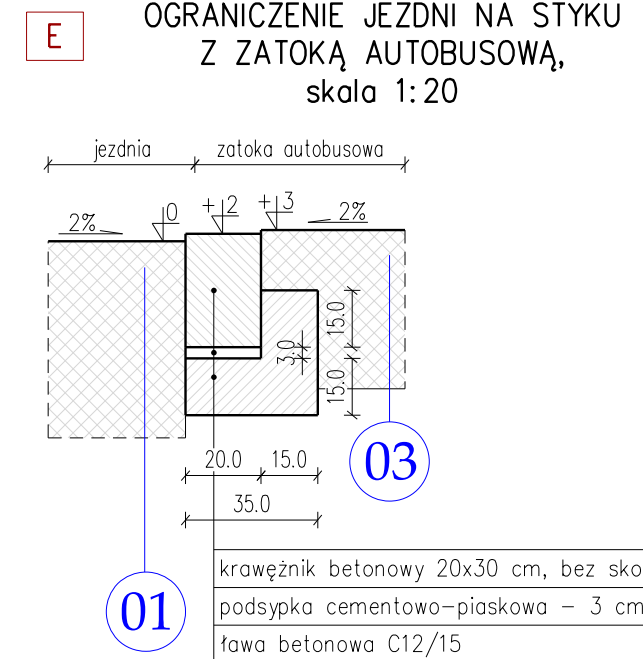 E
OGRANICZENIE JEZDNI NA STYKU
Z ZATOKĄ AUTOBUSOWĄ,
skala 1:20
jezdnia
zatoka autobusowa
2%
0
+2
+3
2%
15.0
3.0
15.0
20.0
15.0
35.0
03
01
krawężnik betonowy 20x30 cm, bez sko
podsypka cementowo-piaskowa - 3 cm
ława betonowa C12/15